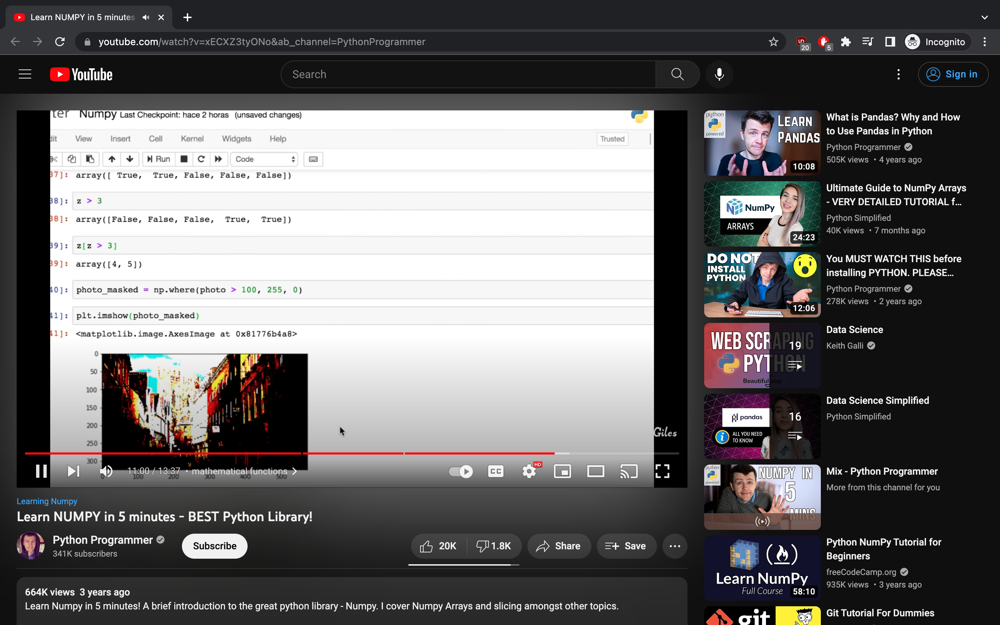 Learn NUMPY in 5 minutes
youtube.com/watch?v=xECXZ3tyONo&ab_channel=PythonProgrammer
20
5
Incognito
YouTube
Search
Sign in
Numpy Last Checkpoint: hace 2 horas (unsaved changes)
dit View Insert Cell Kernel Widgets Help
Trusted
Run
Code
37]: array([ True, True, False, False, False])
38]: z > 3
38]: array([False, False, False, True, True])
39]: z[z > 3]
39]: array([4, 5])
40]: photo_masked = np.where(photo > 100, 255, 0)
41]: plt.imshow(photo_masked)
41]: <matplotlib.image.AxesImage at 0x81776b4a8>
0
50
100
150
200
250
300
0 100 200 300 400 500
Giles
11:00 / 13:37 • mathematical functions
CC
HD
Learning Numpy
Learn NUMPY in 5 minutes - BEST Python Library!
Python Programmer
341K subscribers
Subscribe
20K
1.8K
Share
Save
664K views 3 years ago
Learn Numpy in 5 minutes! A brief introduction to the great python library - Numpy. I cover Numpy Arrays and slicing amongst other topics.
python
powered
LEARN
PANDAS
10:08
What is Pandas? Why and How
to Use Pandas in Python
Python Programmer
505K views • 4 years ago
NumPy
ARRAYS
24:23
Ultimate Guide to NumPy Arrays
- VERY DETAILED TUTORIAL f...
Python Simplified
40K views • 7 months ago
DO NOT
INSTALL
PYTHON
12:06
You MUST WATCH THIS before
installing PYTHON. PLEASE...
Python Programmer
278K views • 2 years ago
WEB SCRAPING
PYTHON
BeautifulSoup
19
Data Science
Keith Galli
pandas
ALL YOU NEED
TO KNOW
16
Data Science Simplified
Python Simplified
python
powered
NUMPY IN
5
MINS
Mix - Python Programmer
More from this channel for you
Learn NumPy
Full Course
58:10
Python NumPy Tutorial for
Beginners
freeCodeCamp.org
935K views • 3 years ago
git
Git Tutorial For Dummies